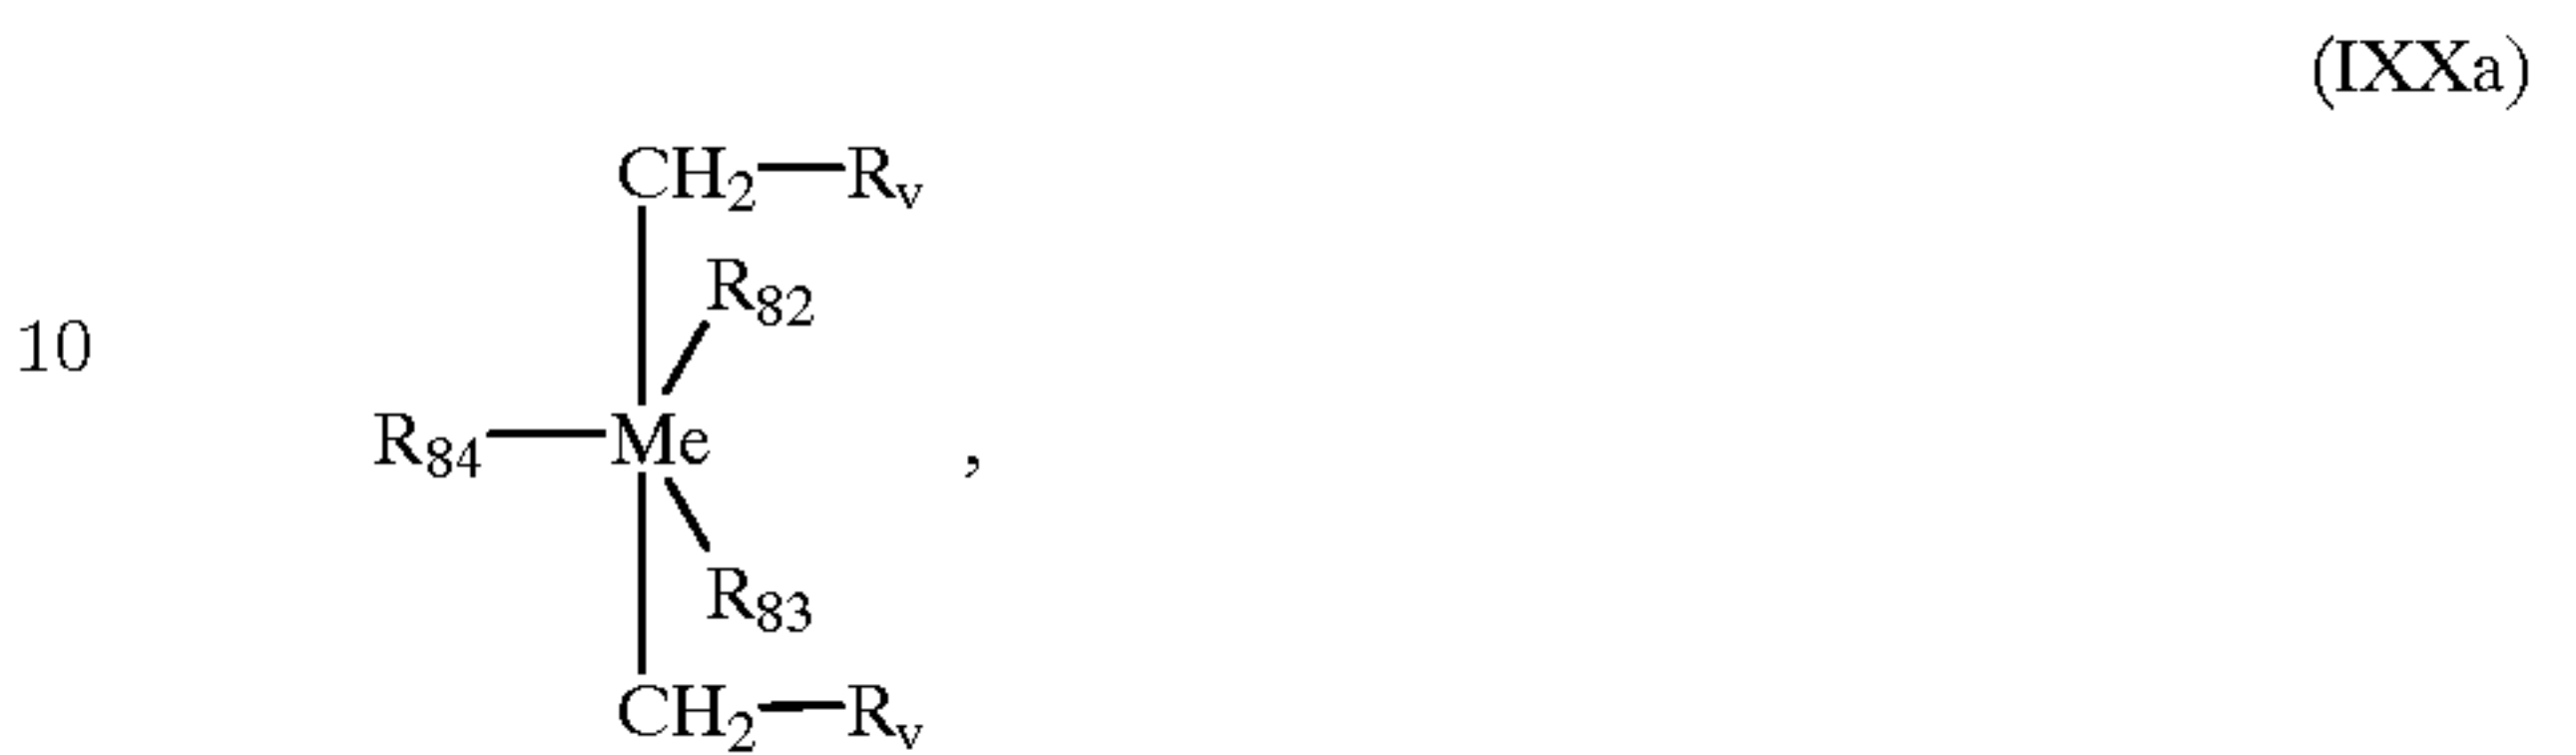 (IXXa)
CH2—Rv
R82
10
R84—Me ,
R83
CH2—Rv